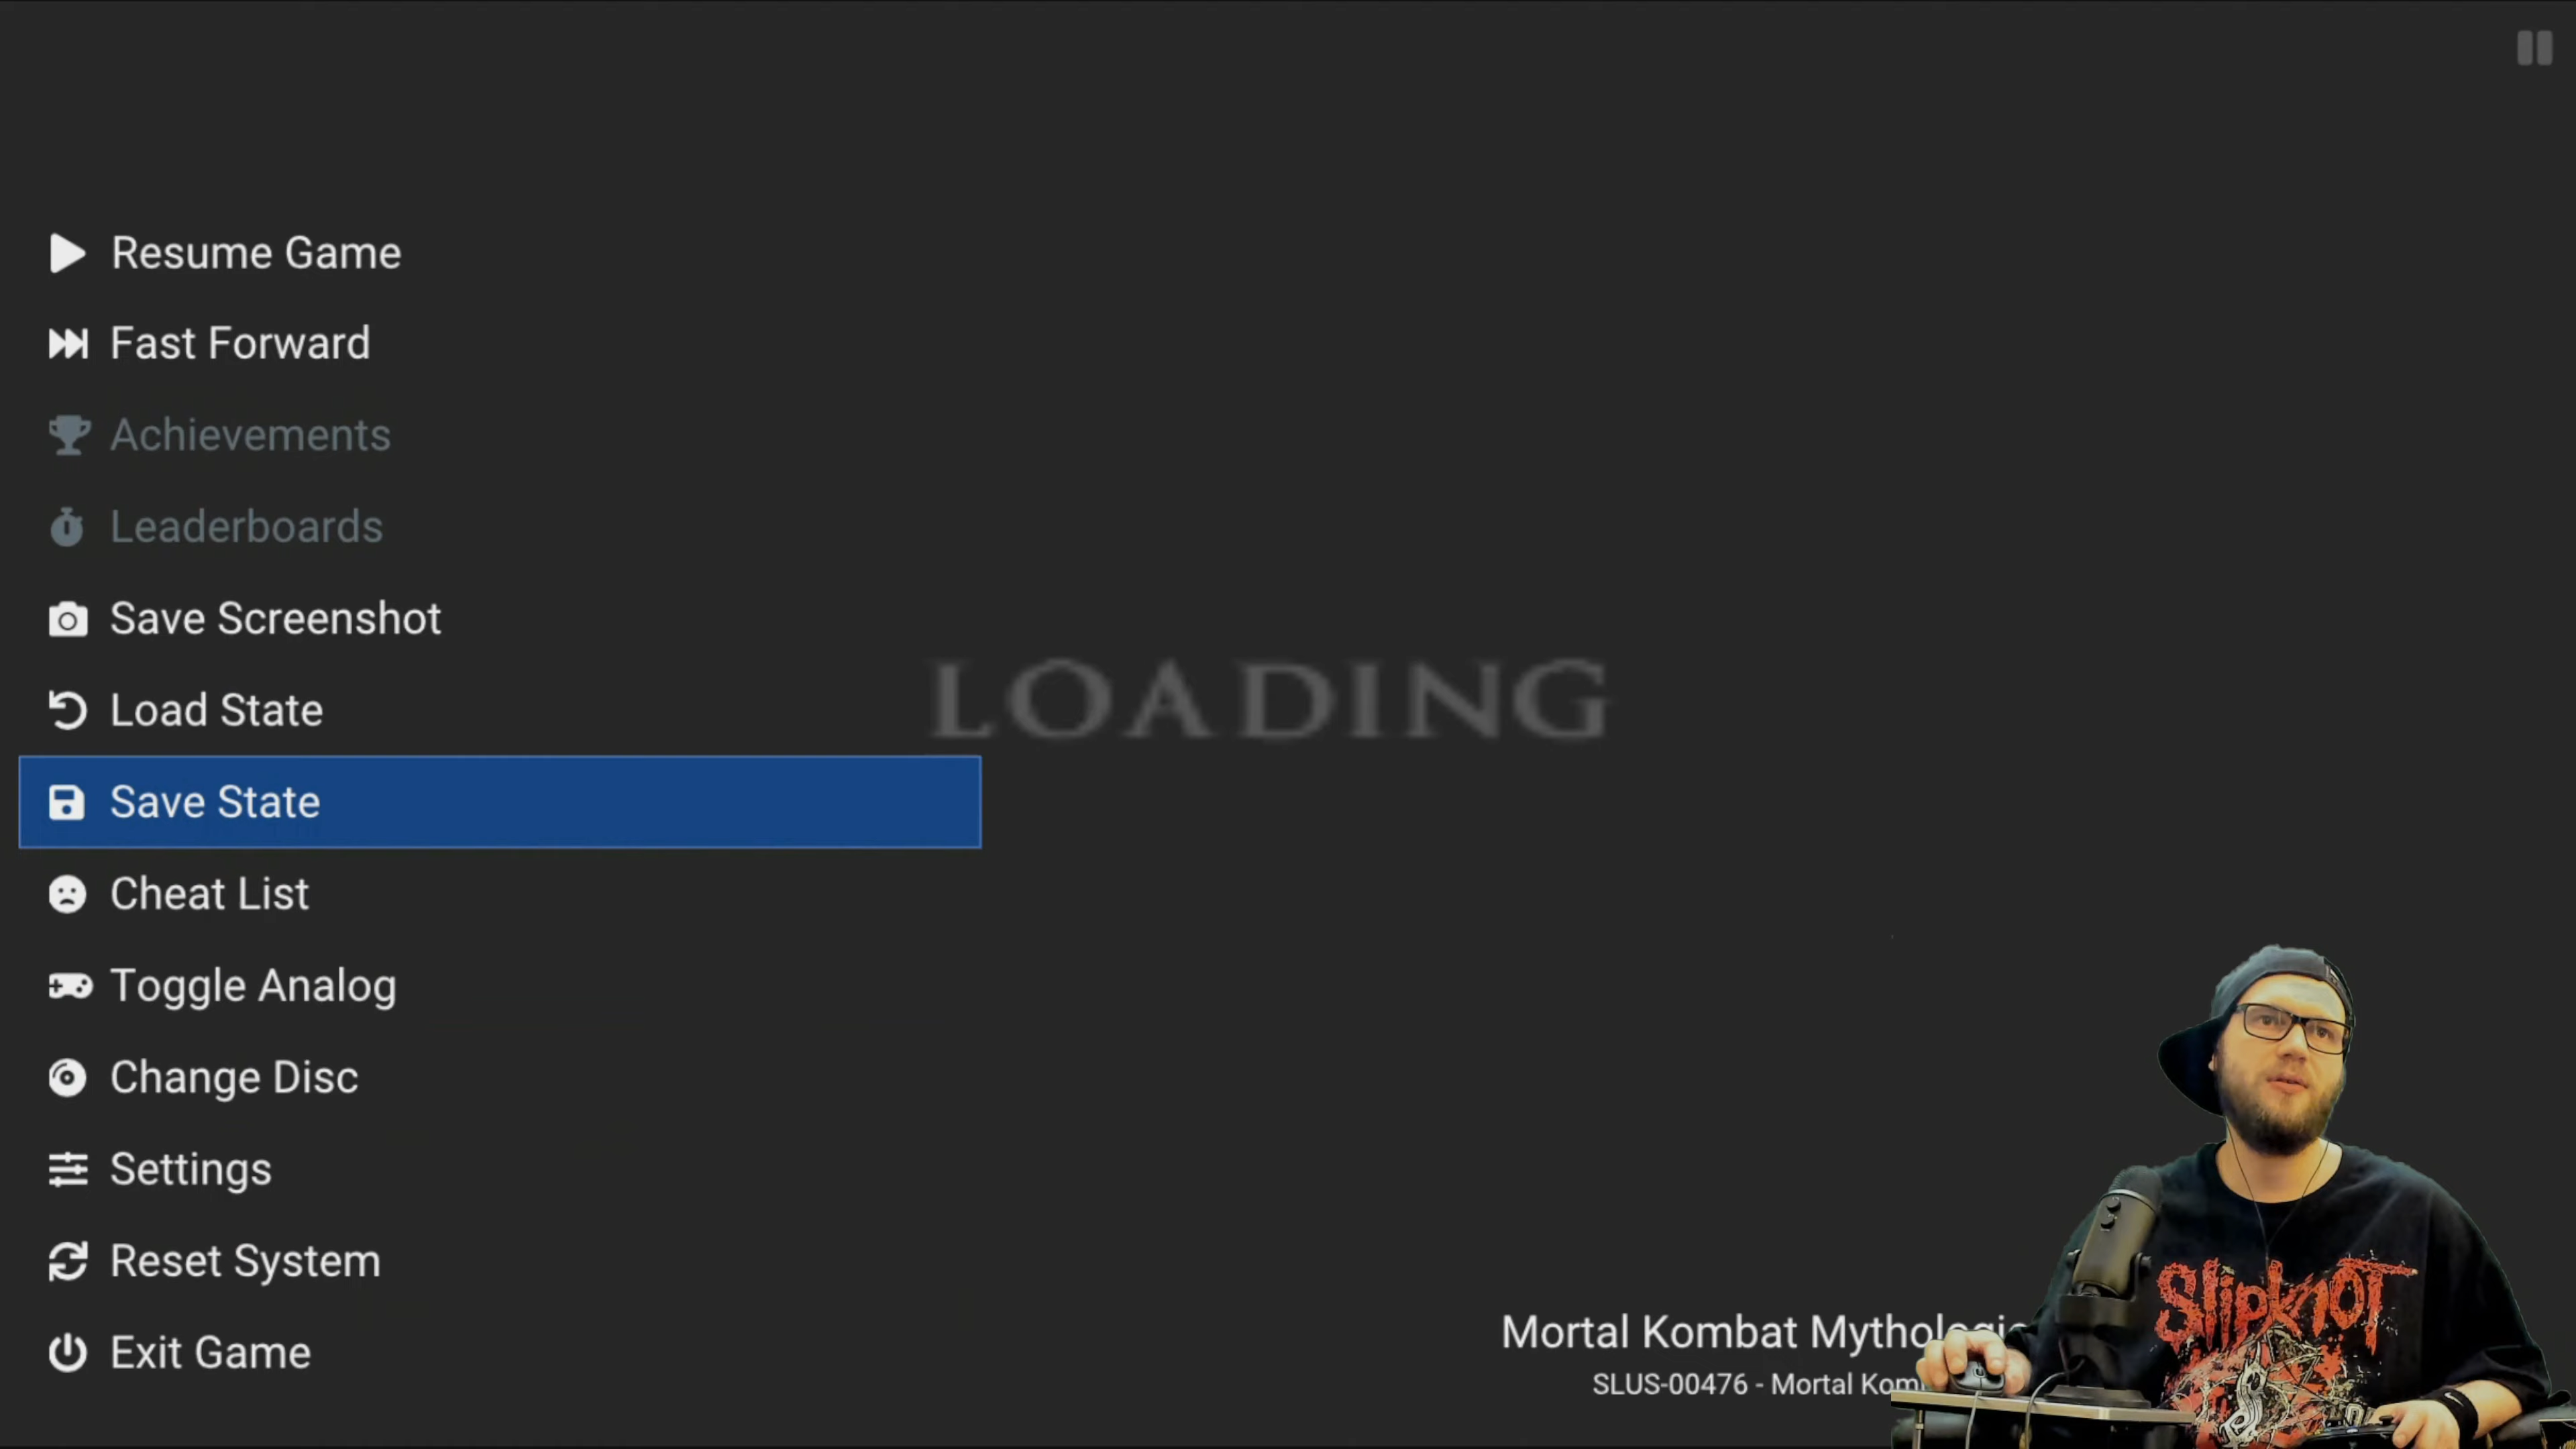 Resume Game
Fast Forward
Achievements
Leaderboards
Save Screenshot
LOADING
Load State
Save State
Cheat List
Toggle Analog
Change Disc
Settings
Reset System
Exit Game
Mortal Kombat
SLUS-00476 - Mortal
SlipknoT